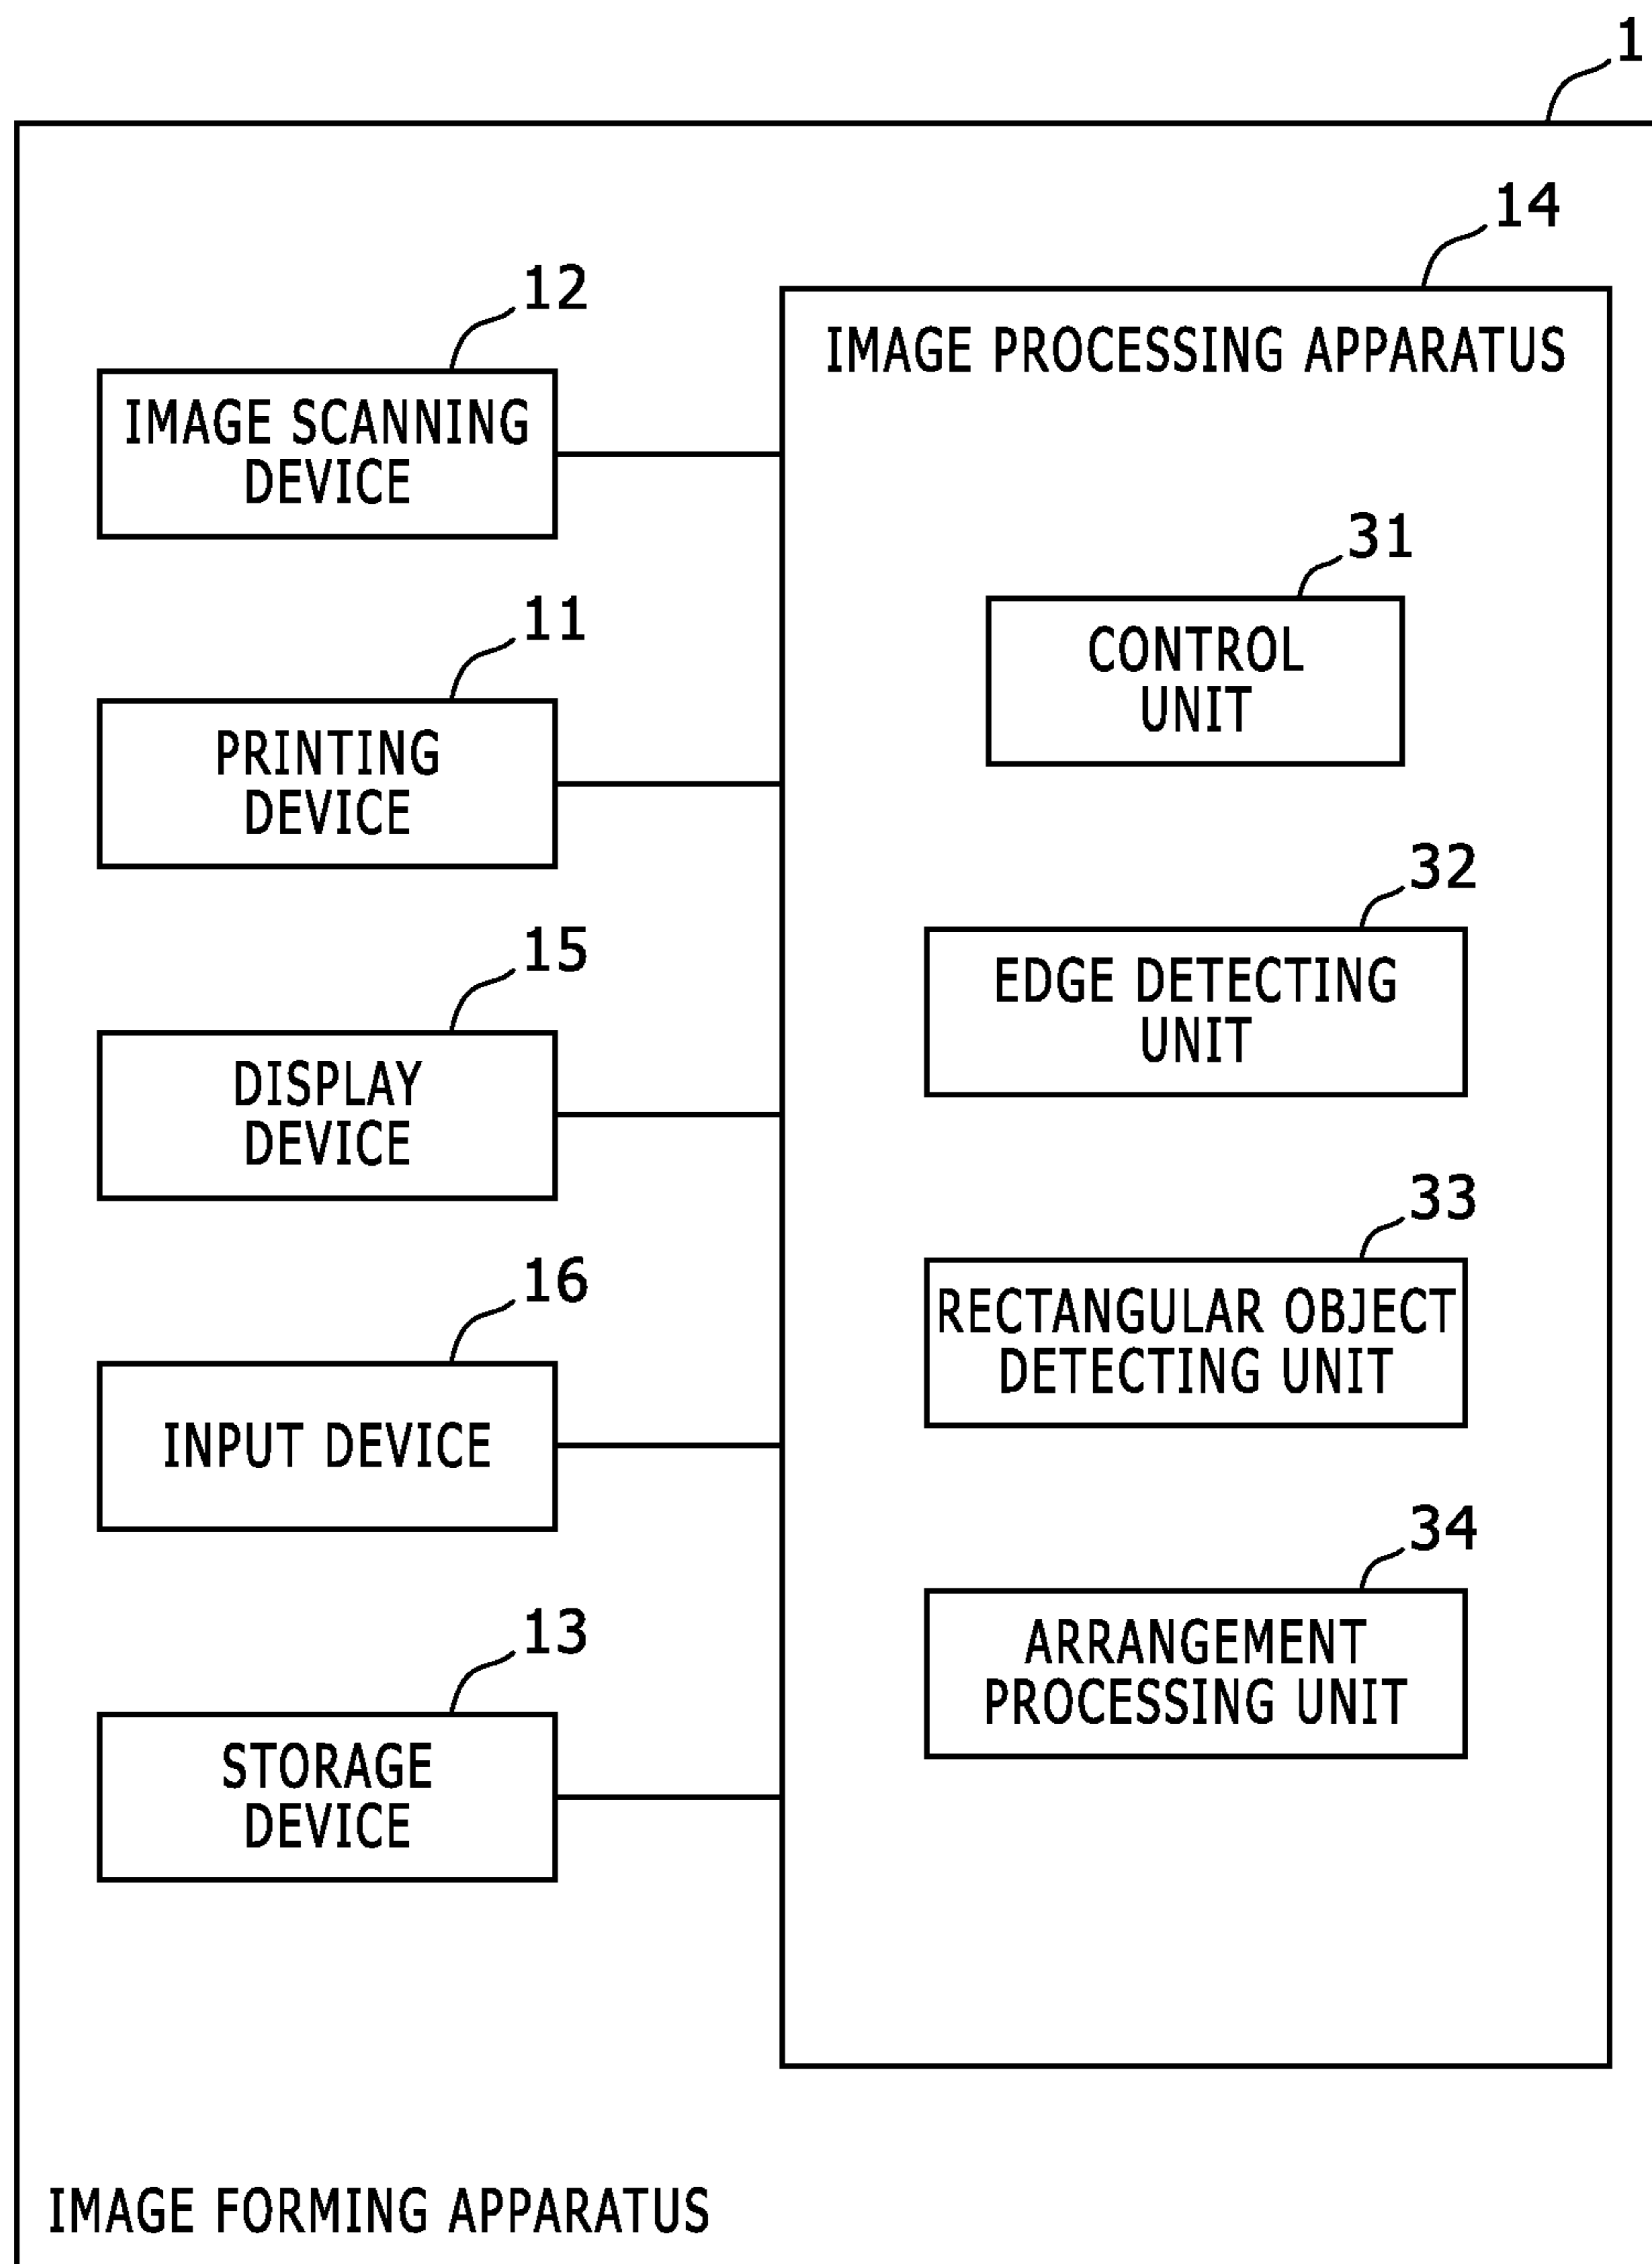 1
14
IMAGE PROCESSING APPARATUS
12
IMAGE SCANNING
DEVICE
11
PRINTING
DEVICE
15
DISPLAY
DEVICE
16
INPUT DEVICE
13
STORAGE
DEVICE
31
CONTROL
UNIT
32
EDGE DETECTING
UNIT
33
RECTANGULAR OBJECT
DETECTING UNIT
34
ARRANGEMENT
PROCESSING UNIT
IMAGE FORMING APPARATUS